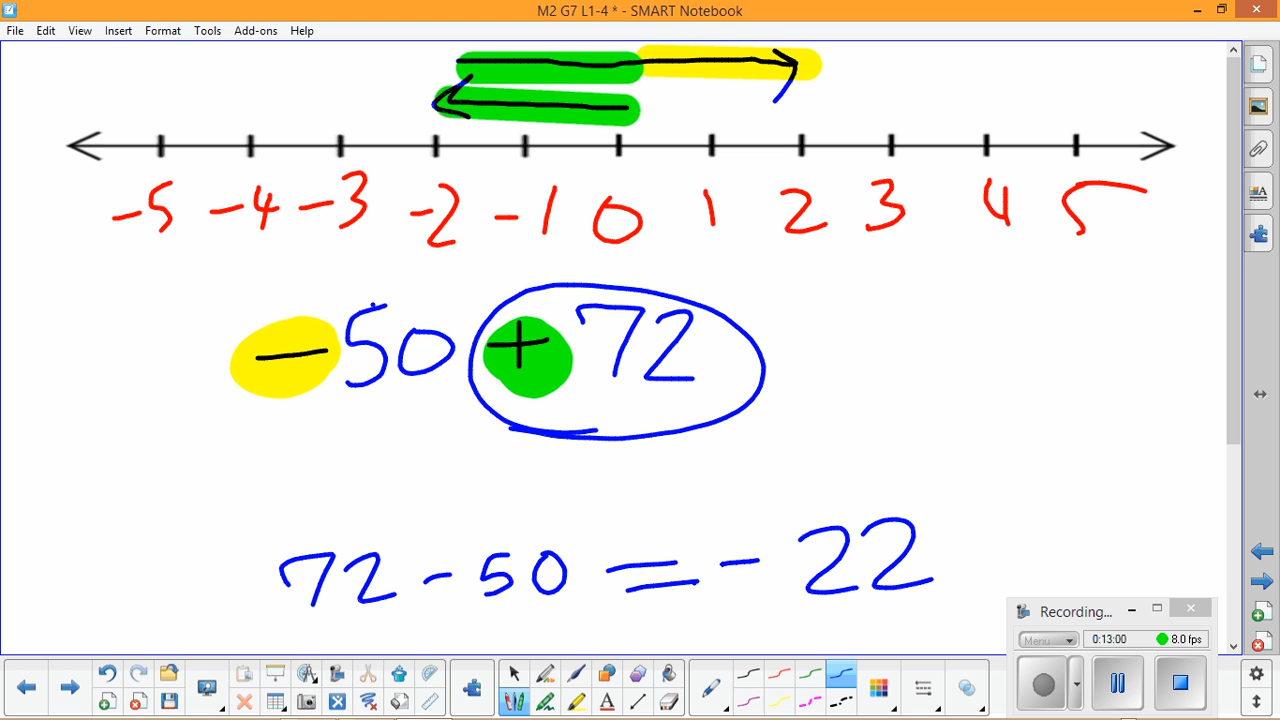 M2 G7 L1-4 * - SMART Notebook
File Edit View Insert Format Tools Add-ons Help
-5 -4 -3 -2 -1 0 1 2 3 4 5
- 50 + 72
72 - 50 = - 22
Recording...
Menu 0:13:00 8.0 fps